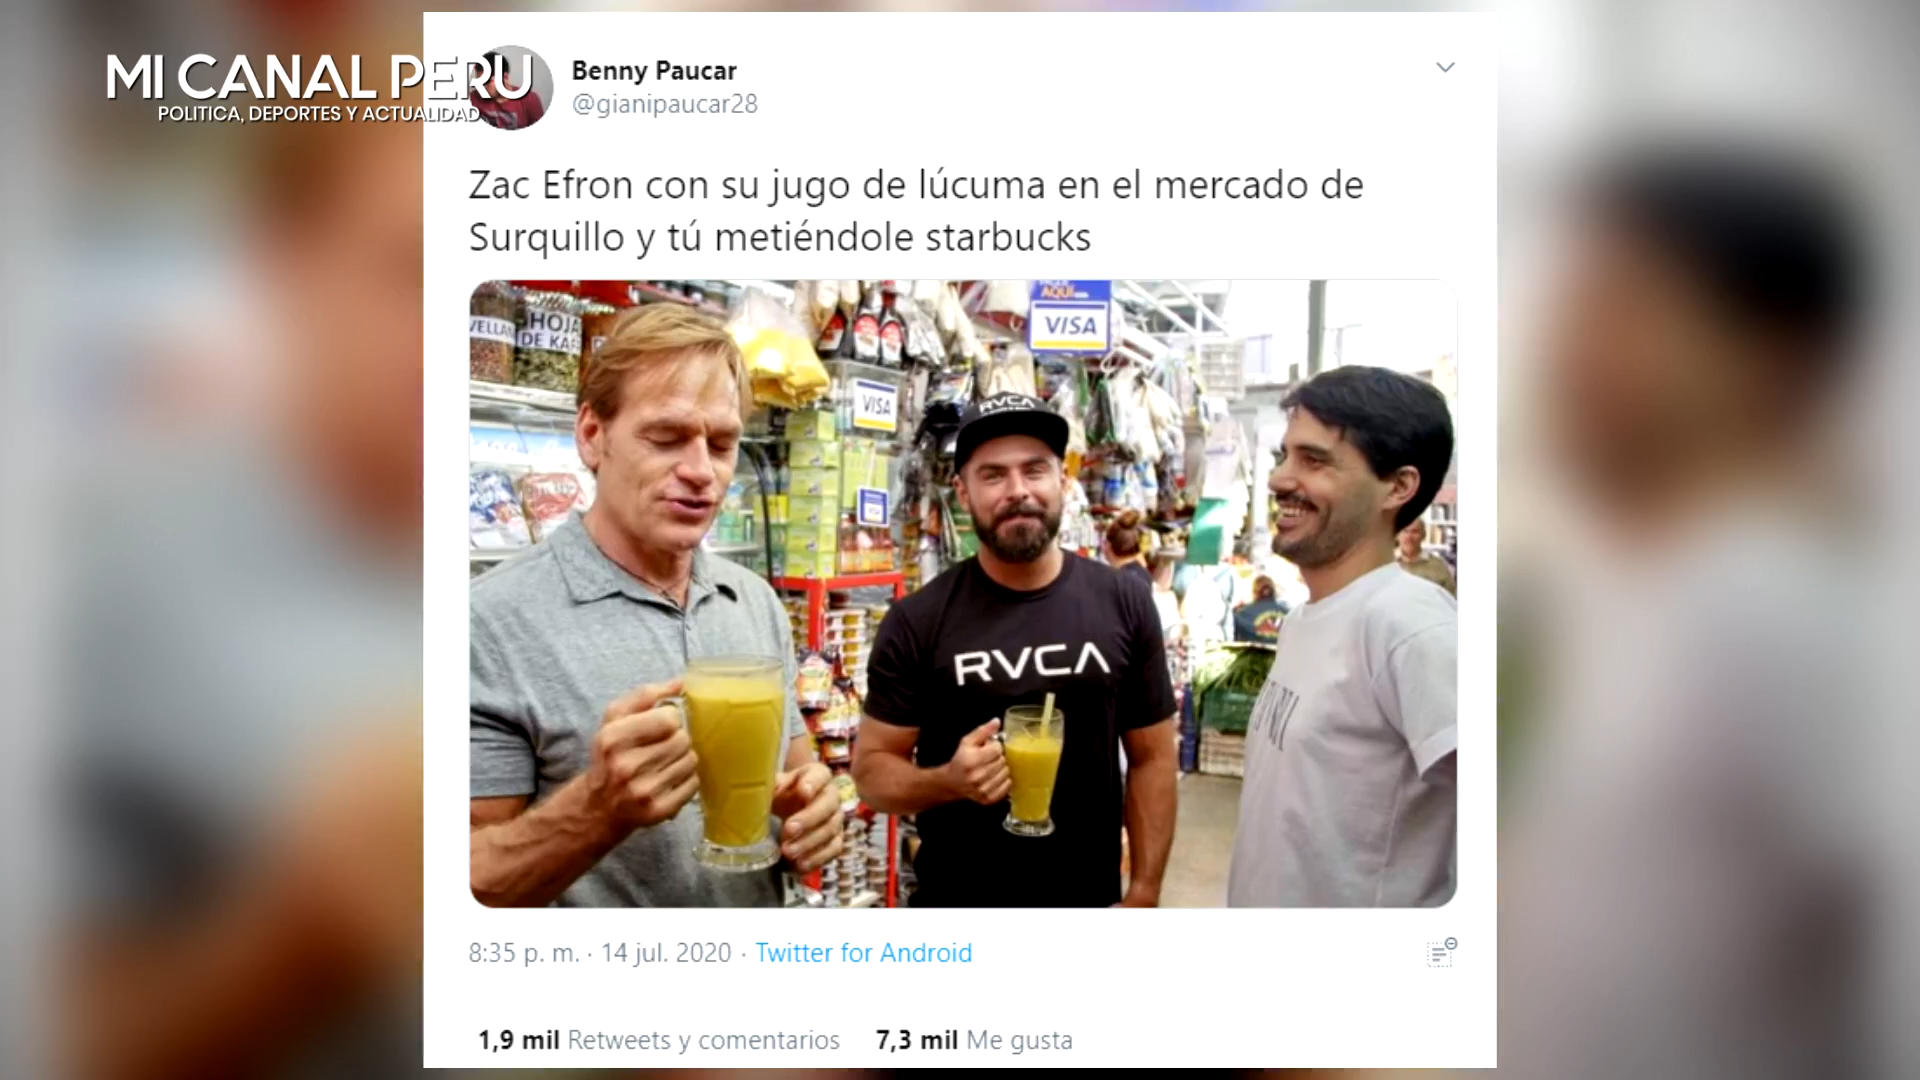 MI CANAL PERU
POLITICA, DEPORTES Y ACTUALIDAD
Benny Paucar
@gianipaucar28
Zac Efron con su jugo de lúcuma en el mercado de
Surquillo y tú metiéndole starbucks
HOJA
DE KA
AQUÍ
VISA
VISA
VISA
RVCA
RVCA
8:35 p. m. · 14 jul. 2020 · Twitter for Android
1,9 mil Retweets y comentarios 7,3 mil Me gusta